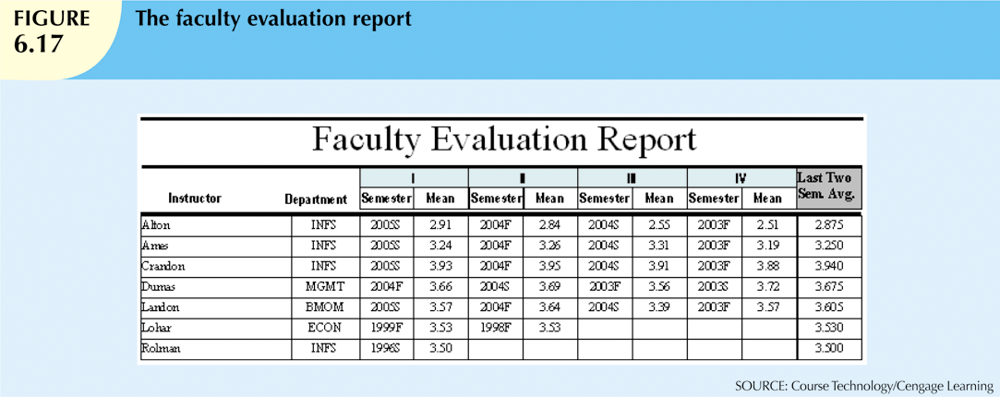 FIGURE
6.17
The faculty evaluation report
Faculty Evaluation Report
I II III IV Last Two
Sem. Avg.
Instructor Department Semester Mean Semester Mean Semester Mean Semester Mean
Alton INFS 2005S 2.91 2004F 2.84 2004S 2.55 2003F 2.51 2.875
Ames INFS 2005S 3.24 2004F 3.26 2004S 3.31 2003F 3.19 3.250
Crandon INFS 2005S 3.93 2004F 3.95 2004S 3.91 2003F 3.88 3.940
Dumas MGMT 2004F 3.66 2004S 3.69 2003F 3.56 2003S 3.72 3.675
Landon BMOM 2005S 3.57 2004F 3.64 2004S 3.39 2003F 3.57 3.605
Lohar ECON 1999F 3.53 1998F 3.53 3.530
Rolman INFS 1996S 3.50 3.500
SOURCE: Course Technology/Cengage Learning